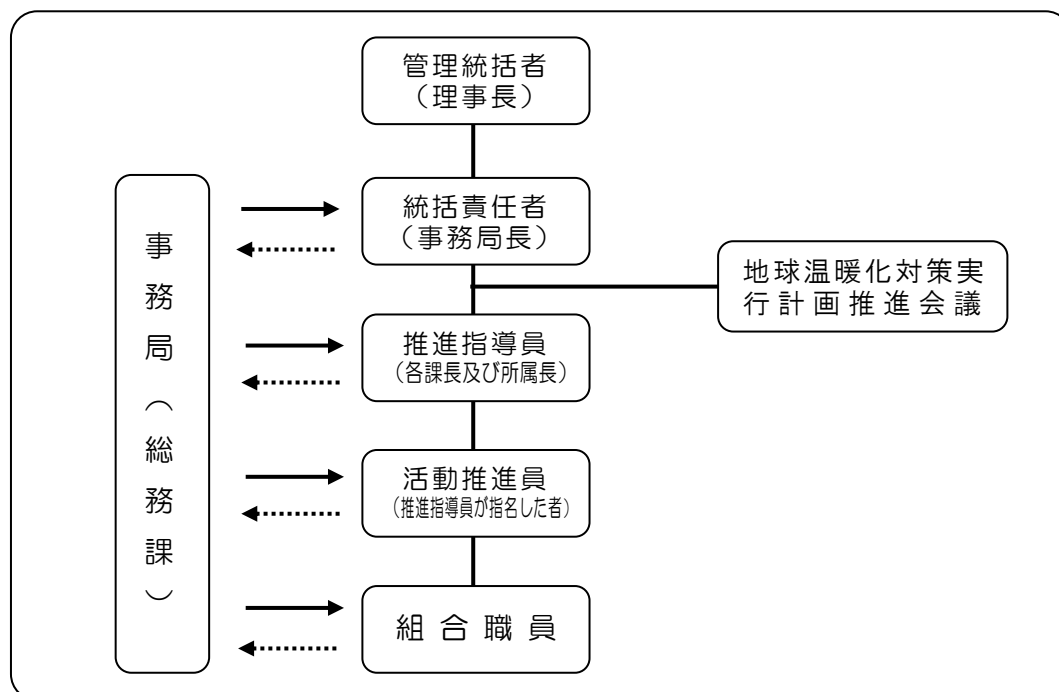 管理統括者
（理事長）
統括責任者
（事務局長）
地球温暖化対策実
行計画推進会議
推進指導員
（各課長及び所属長）
活動推進員
（推進指導員が指名した者）
組合職員
事務局（総務課）